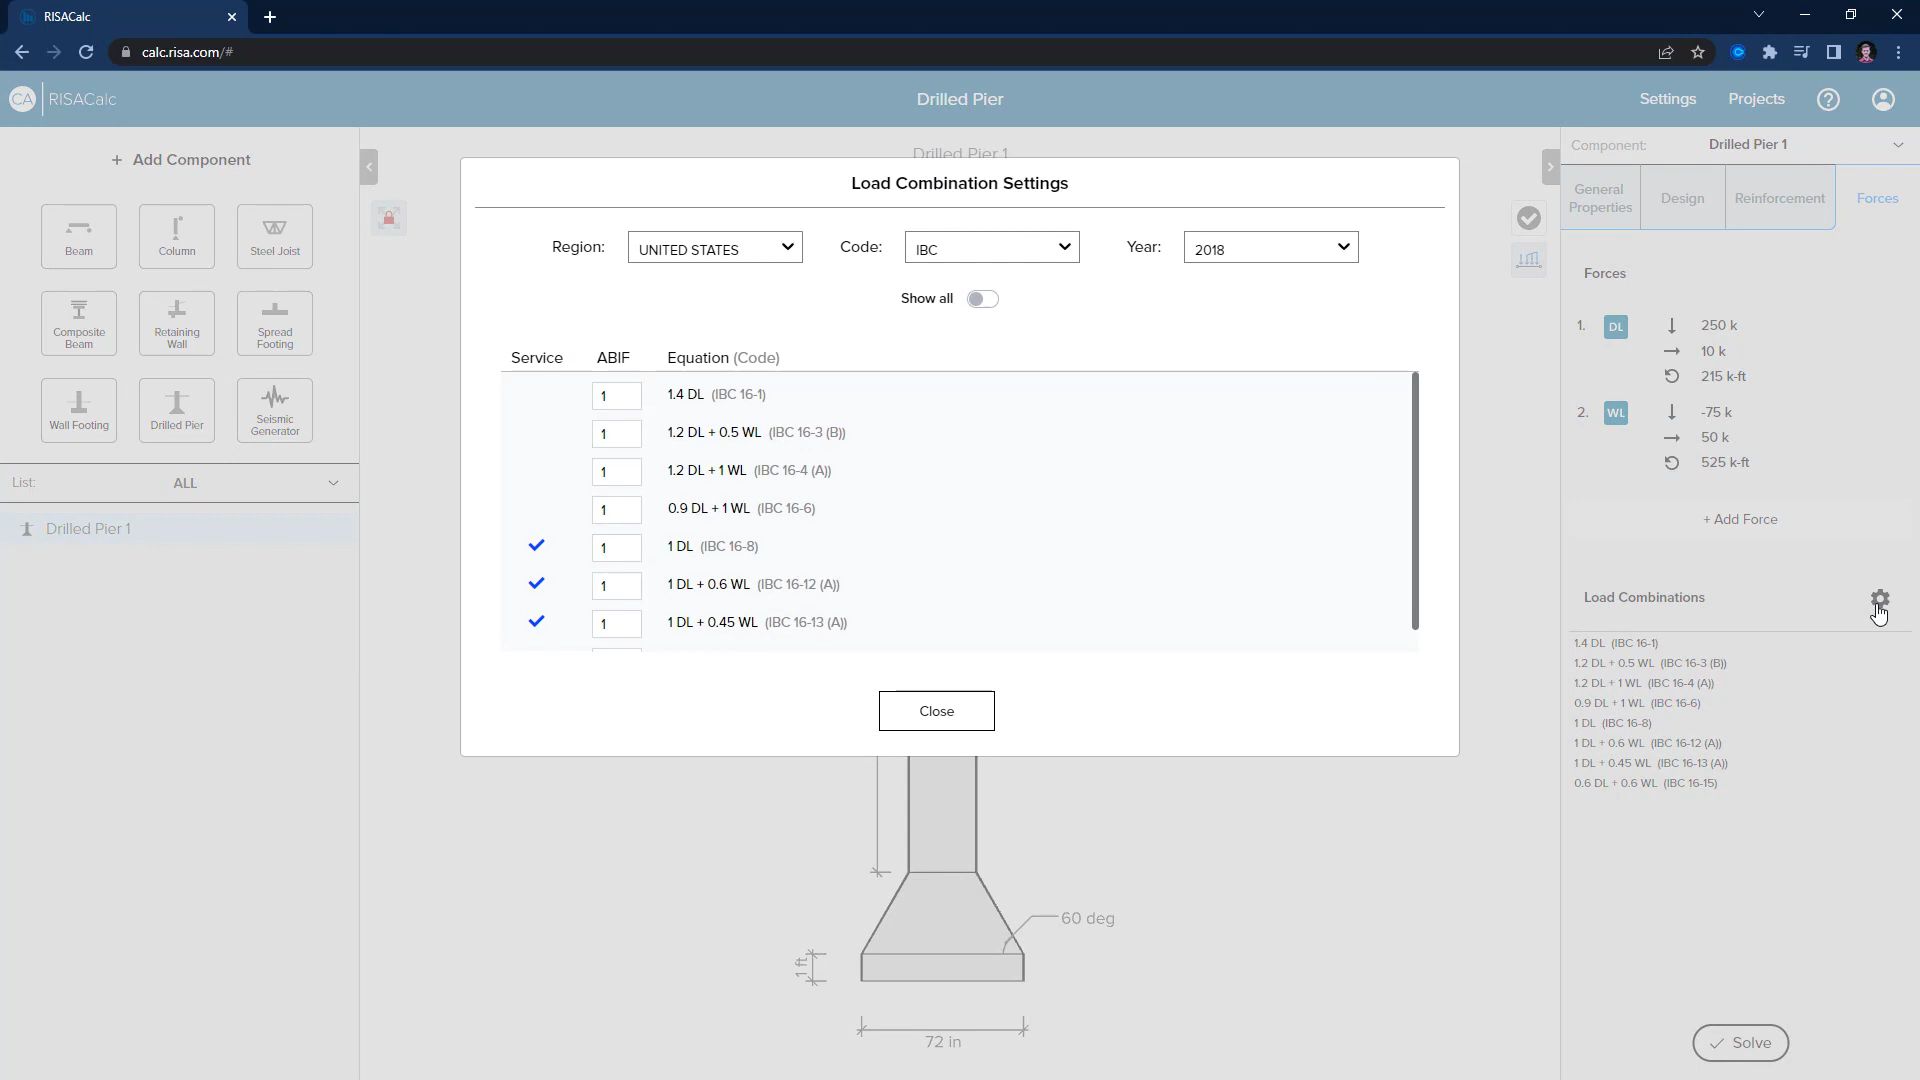 RISACalc
calc.risa.com/#
CA RISACalc
Drilled Pier
Settings
Projects
?
+ Add Component
Beam
Column
Steel Joist
Composite
Beam
Retaining
Wall
Spread
Footing
Wall Footing
Drilled Pier
Seismic
Generator
List: ALL
Drilled Pier 1
Drilled Pier 1
Load Combination Settings
Region: UNITED STATES
Code: IBC
Year: 2018
Show all
Service ABIF Equation (Code)
1 1.4 DL (IBC 16-1)
1 1.2 DL + 0.5 WL (IBC 16-3 (B))
1 1.2 DL + 1 WL (IBC 16-4 (A))
1 0.9 DL + 1 WL (IBC 16-6)
1 1 DL (IBC 16-8)
1 1 DL + 0.6 WL (IBC 16-12 (A))
1 1 DL + 0.45 WL (IBC 16-13 (A))
Close
60 deg
1 ft
72 in
Component: Drilled Pier 1
General
Properties
Design
Reinforcement
Forces
Forces
1. DL 250 k
10 k
215 k-ft
2. WL -75 k
50 k
525 k-ft
+ Add Force
Load Combinations
1.4 DL (IBC 16-1)
1.2 DL + 0.5 WL (IBC 16-3 (B))
1.2 DL + 1 WL (IBC 16-4 (A))
0.9 DL + 1 WL (IBC 16-6)
1 DL (IBC 16-8)
1 DL + 0.6 WL (IBC 16-12 (A))
1 DL + 0.45 WL (IBC 16-13 (A))
0.6 DL + 0.6 WL (IBC 16-15)
Solve